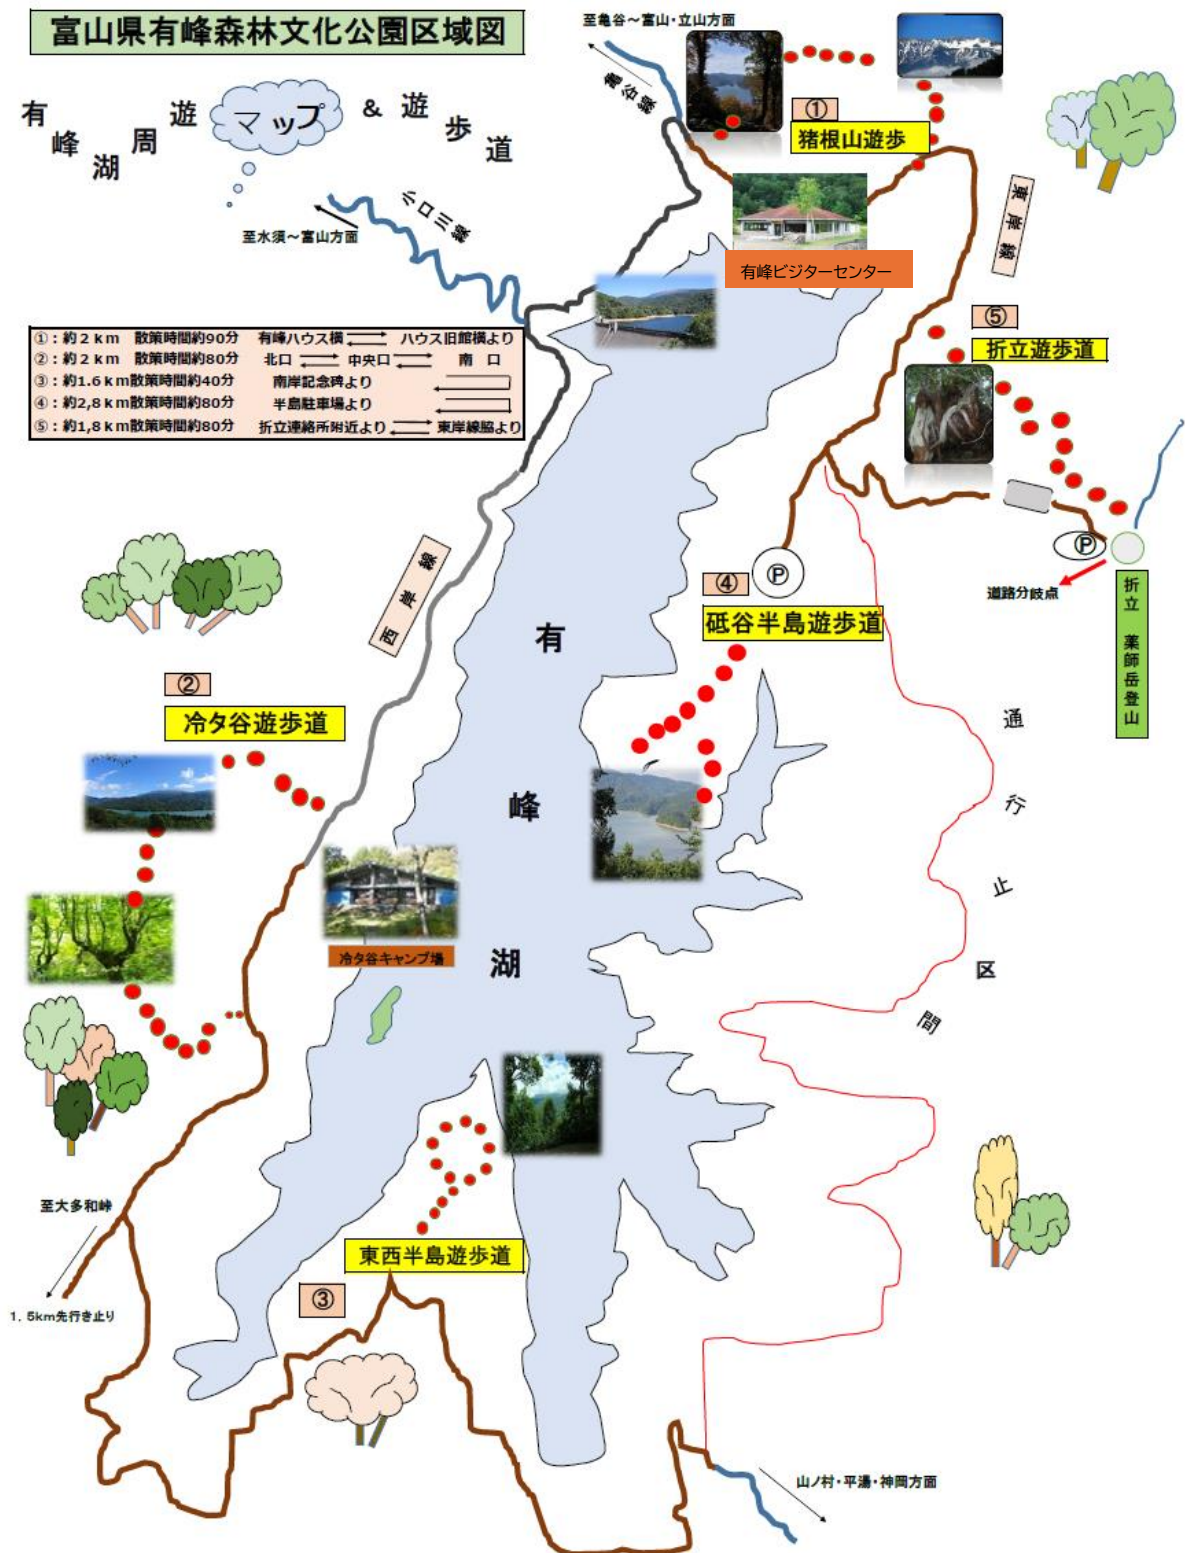 富山県有峰森林文化公園区域図
有峰湖周遊マップ&遊歩道
至亀谷～富山・立山方面
亀谷線
①
猪根山遊歩
有峰ビジターセンター
東岸線
小口川線
至水須～富山方面
①：約2km 散策時間約90分 有峰ハウス横 ハウス旧館横より
②：約2km 散策時間約80分 北口 中央口 南 口
③：約1.6km散策時間約40分 南岸記念碑より
④：約2,8km散策時間約80分 半島駐車場より
⑤：約1,8km散策時間約80分 折立連絡所附近より 東岸線脇より
⑤
折立遊歩道
P
道路分岐点
折立 薬師岳登山
西岸線
④
P
砥谷半島遊歩道
有峰湖
②
冷タ谷遊歩道
冷タ谷キャンプ場
通行止区間
至大多和峠
1．5km先行き止り
東西半島遊歩道
③
山ノ村・平湯・神岡方面